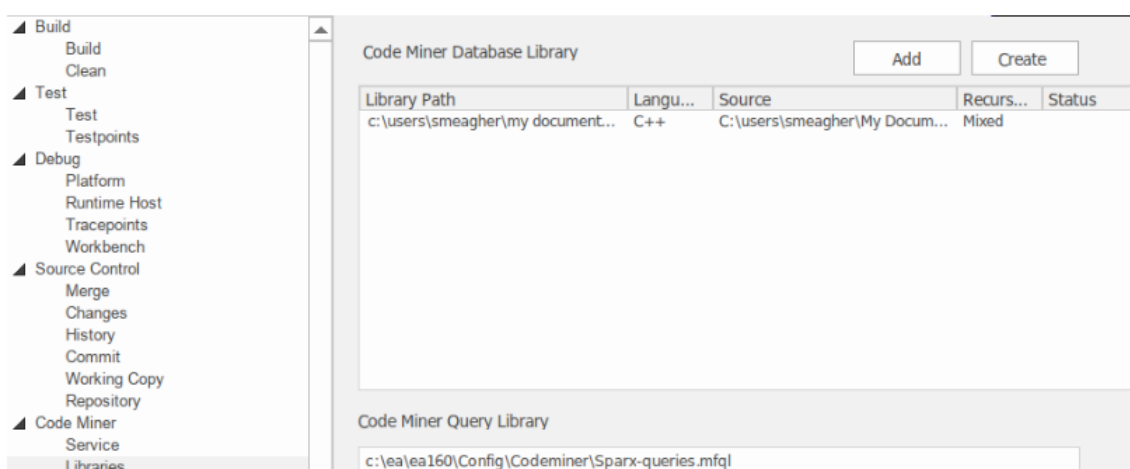 Build
Build
Clean
Test
Test
Testpoints
Debug
Platform
Runtime Host
Tracepoints
Workbench
Source Control
Merge
Changes
History
Commit
Working Copy
Repository
Code Miner
Service
Libraries
Code Miner Database Library
Add Create
Library Path Langu... Source Recurs... Status
c:\users\smeagher\my document... C++ C:\users\smeagher\My Docum... Mixed
Code Miner Query Library
c:\ea\ea160\Config\Codeminer\Sparx-queries.mfql